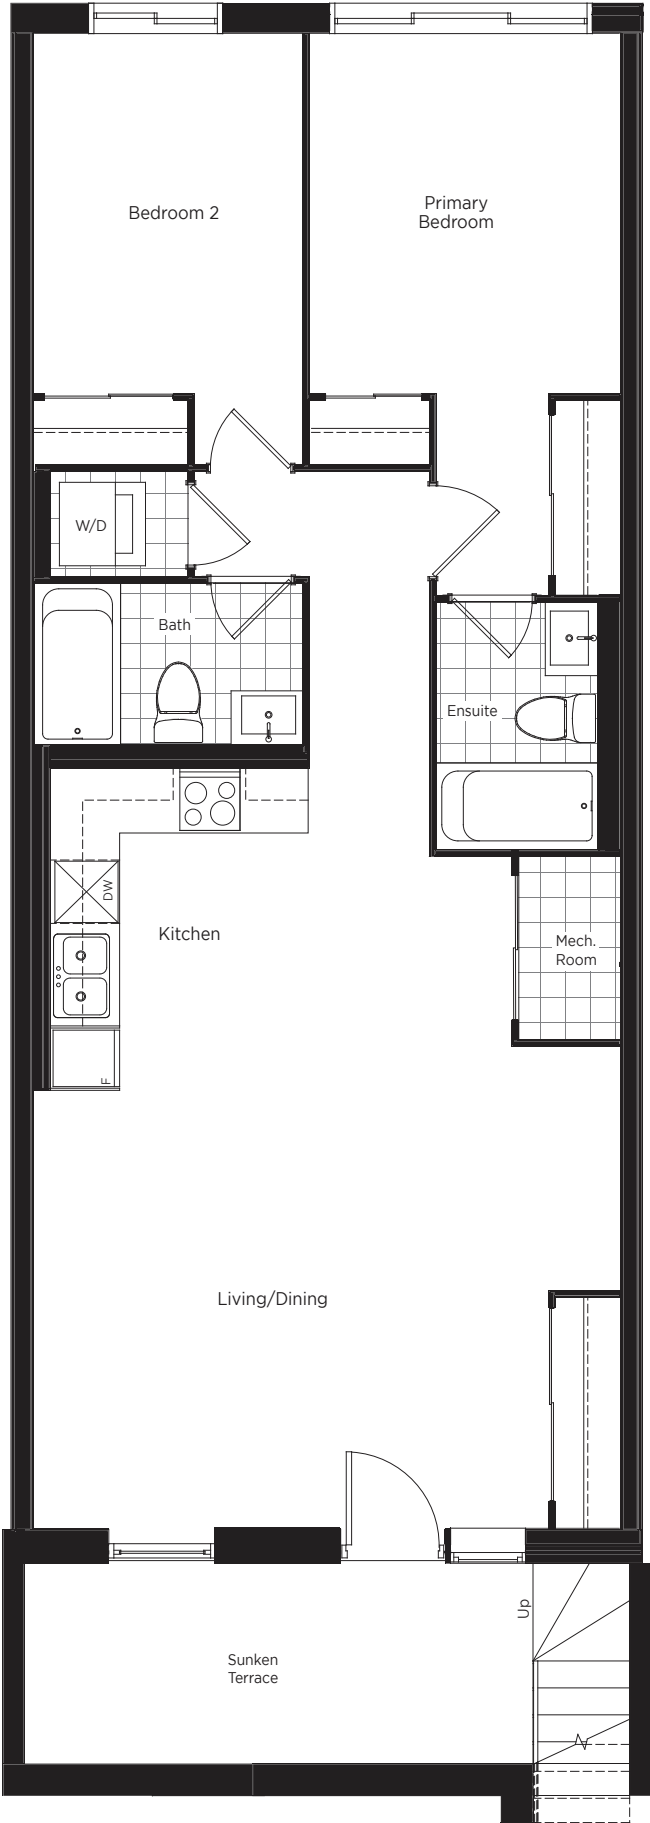 Bedroom 2
Primary
Bedroom
W/D
Bath
Ensuite
DW
Kitchen
Mech.
Room
F
Living/Dining
Up
Sunken
Terrace